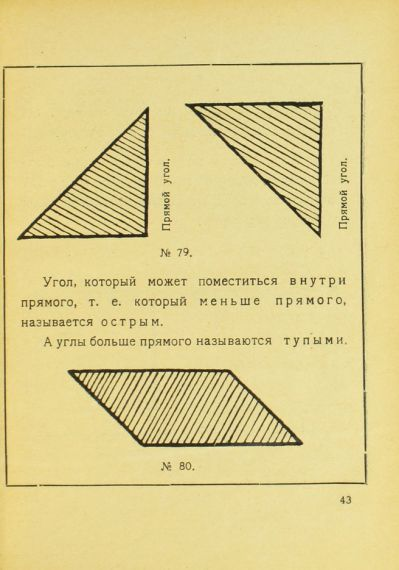 Прямой угол.
Прямой угол.
№ 79.
Угол, который может поместиться внутри
прямого, т. е. который меньше прямого,
называется острым.
А углы больше прямого называются тупыми.
№ 80.
43